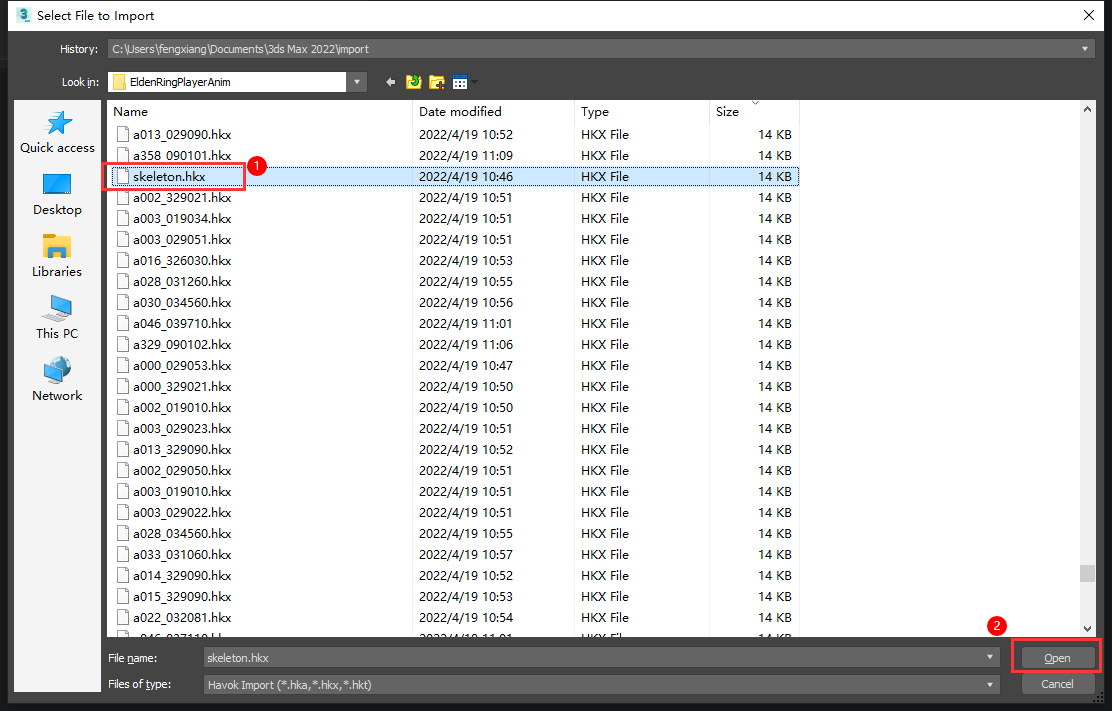 Select File to Import
History: C:\Users\fengxiang\Documents\3ds Max 2022\import
Look in: EldenRingPlayerAnim
Quick access
Desktop
Libraries
This PC
Network
Name Date modified Type Size
a013_029090.hkx 2022/4/19 10:52 HKX File 14 KB
a358_090101.hkx 2022/4/19 11:09 HKX File 14 KB
skeleton.hkx 2022/4/19 10:46 HKX File 14 KB
1
a002_329021.hkx 2022/4/19 10:51 HKX File 14 KB
a003_019034.hkx 2022/4/19 10:51 HKX File 14 KB
a003_029051.hkx 2022/4/19 10:51 HKX File 14 KB
a016_326030.hkx 2022/4/19 10:53 HKX File 14 KB
a028_031260.hkx 2022/4/19 10:55 HKX File 14 KB
a030_034560.hkx 2022/4/19 10:56 HKX File 14 KB
a046_039710.hkx 2022/4/19 11:01 HKX File 14 KB
a329_090102.hkx 2022/4/19 11:06 HKX File 14 KB
a000_029053.hkx 2022/4/19 10:47 HKX File 14 KB
a000_329021.hkx 2022/4/19 10:50 HKX File 14 KB
a002_019010.hkx 2022/4/19 10:50 HKX File 14 KB
a003_029023.hkx 2022/4/19 10:51 HKX File 14 KB
a013_329090.hkx 2022/4/19 10:52 HKX File 14 KB
a002_029050.hkx 2022/4/19 10:51 HKX File 14 KB
a003_019010.hkx 2022/4/19 10:51 HKX File 14 KB
a003_029022.hkx 2022/4/19 10:51 HKX File 14 KB
a028_034560.hkx 2022/4/19 10:55 HKX File 14 KB
a033_031060.hkx 2022/4/19 10:57 HKX File 14 KB
a014_329090.hkx 2022/4/19 10:52 HKX File 14 KB
a015_329090.hkx 2022/4/19 10:53 HKX File 14 KB
a022_032081.hkx 2022/4/19 10:54 HKX File 14 KB
2
File name: skeleton.hkx Open
Files of type: Havok Import (*.hka,*.hkx,*.hkt) Cancel